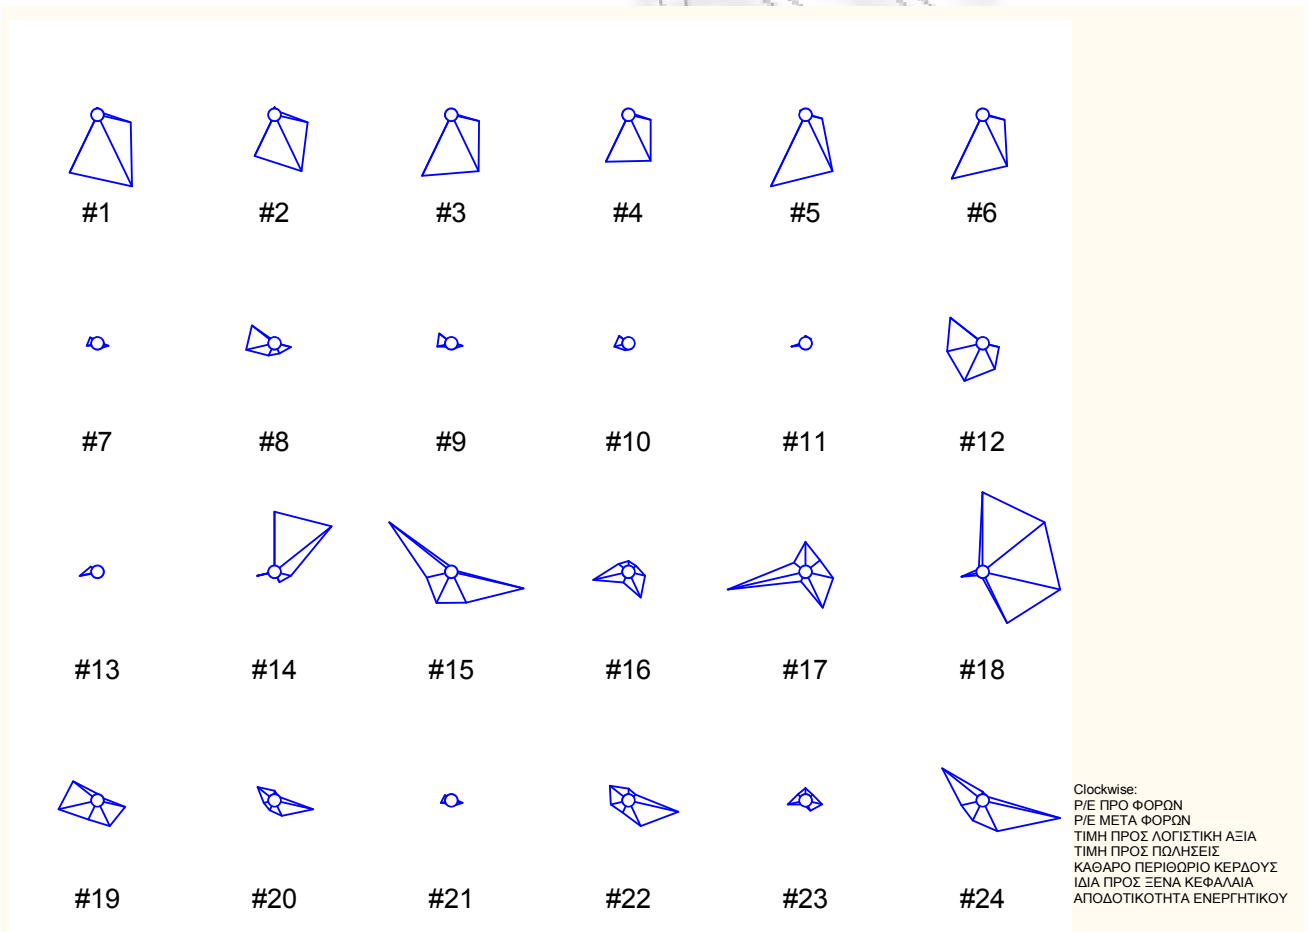 #1 #2 #3 #4 #5 #6
#7 #8 #9 #10 #11 #12
#13 #14 #15 #16 #17 #18
#19 #20 #21 #22 #23 #24
Clockwise:
Ρ/Ε ΠΡΟ ΦΟΡΩΝ
Ρ/Ε ΜΕΤΑ ΦΟΡΩΝ
ΤΙΜΗ ΠΡΟΣ ΛΟΓΙΣΤΙΚΗ ΑΞΙΑ
ΤΙΜΗ ΠΡΟΣ ΠΩΛΗΣΕΙΣ
ΚΑΘΑΡΟ ΠΕΡΙΘΩΡΙΟ ΚΕΡΔΟΥΣ
ΙΔΙΑ ΠΡΟΣ ΞΕΝΑ ΚΕΦΑΛΑΙΑ
ΑΠΟΔΟΤΙΚΟΤΗΤΑ ΕΝΕΡΓΗΤΙΚΟΥ